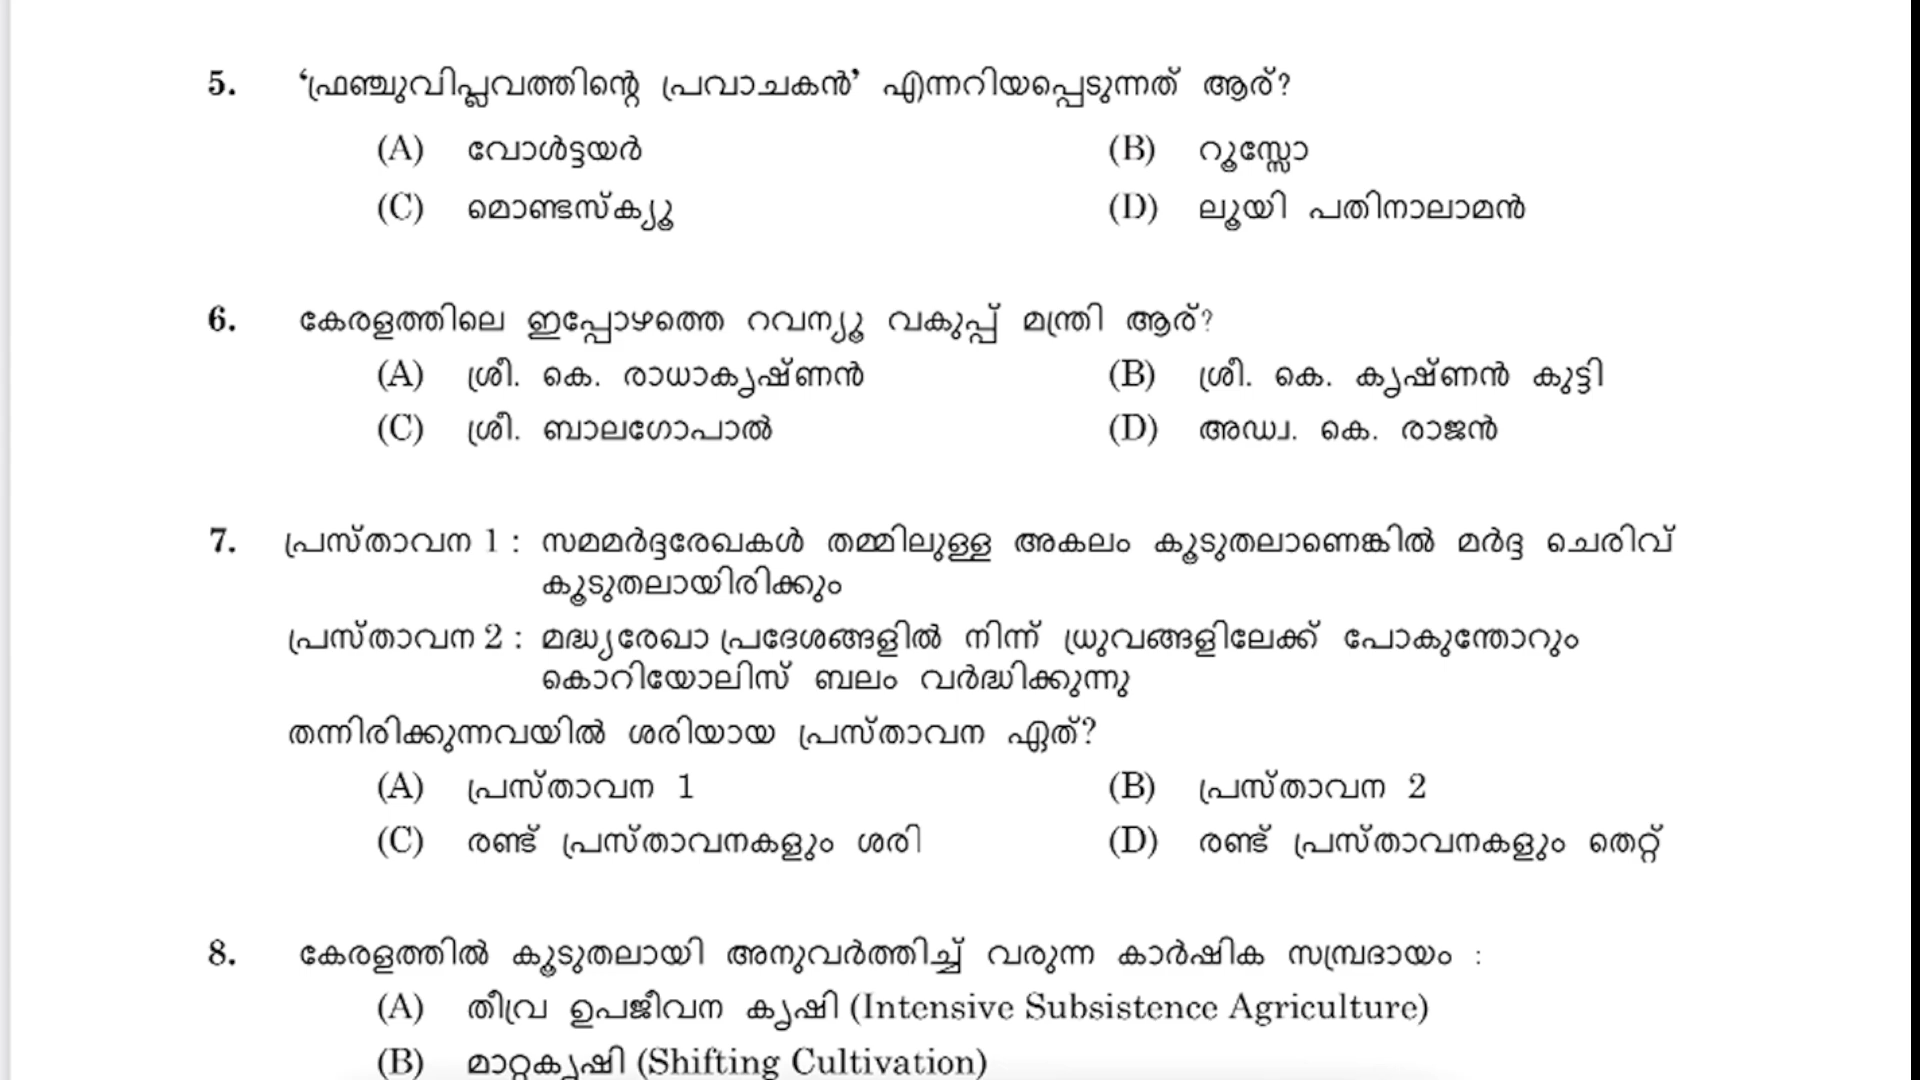 5. ‘ഫ്രഞ്ചുവിപ്ലവത്തിന്റെ പ്രവാചകൻ’ എന്നറിയപ്പെടുന്നത് ആര്?
(A) വോൾട്ടയർ (B) റൂസ്സോ
(C) മൊണ്ടസ്ക്യൂ (D) ലൂയി പതിനാലാമൻ
6. കേരളത്തിലെ ഇപ്പോഴത്തെ റവന്യൂ വകുപ്പ് മന്ത്രി ആര്?
(A) ശ്രീ. കെ. രാധാകൃഷ്ണൻ (B) ശ്രീ. കെ. കൃഷ്ണൻ കുട്ടി
(C) ശ്രീ. ബാലഗോപാൽ (D) അഡ്വ. കെ. രാജൻ
7. പ്രസ്താവന 1 : സമമർദ്ദരേഖകൾ തമ്മിലുള്ള അകലം കൂടുതലാണെങ്കിൽ മർദ്ദ ചെരിവ്
കൂടുതലായിരിക്കും
പ്രസ്താവന 2 : മദ്ധ്യരേഖാ പ്രദേശങ്ങളിൽ നിന്ന് ധ്രുവങ്ങളിലേക്ക് പോകുന്തോറും
കൊറിയോലിസ് ബലം വർദ്ധിക്കുന്നു
തന്നിരിക്കുന്നവയിൽ ശരിയായ പ്രസ്താവന ഏത്?
(A) പ്രസ്താവന 1 (B) പ്രസ്താവന 2
(C) രണ്ട് പ്രസ്താവനകളും ശരി (D) രണ്ട് പ്രസ്താവനകളും തെറ്റ്
8. കേരളത്തിൽ കൂടുതലായി അനുവർത്തിച്ച് വരുന്ന കാർഷിക സമ്പ്രദായം :
(A) തീവ്ര ഉപജീവന കൃഷി (Intensive Subsistence Agriculture)
(B) മാറ്റകൃഷി (Shifting Cultivation)